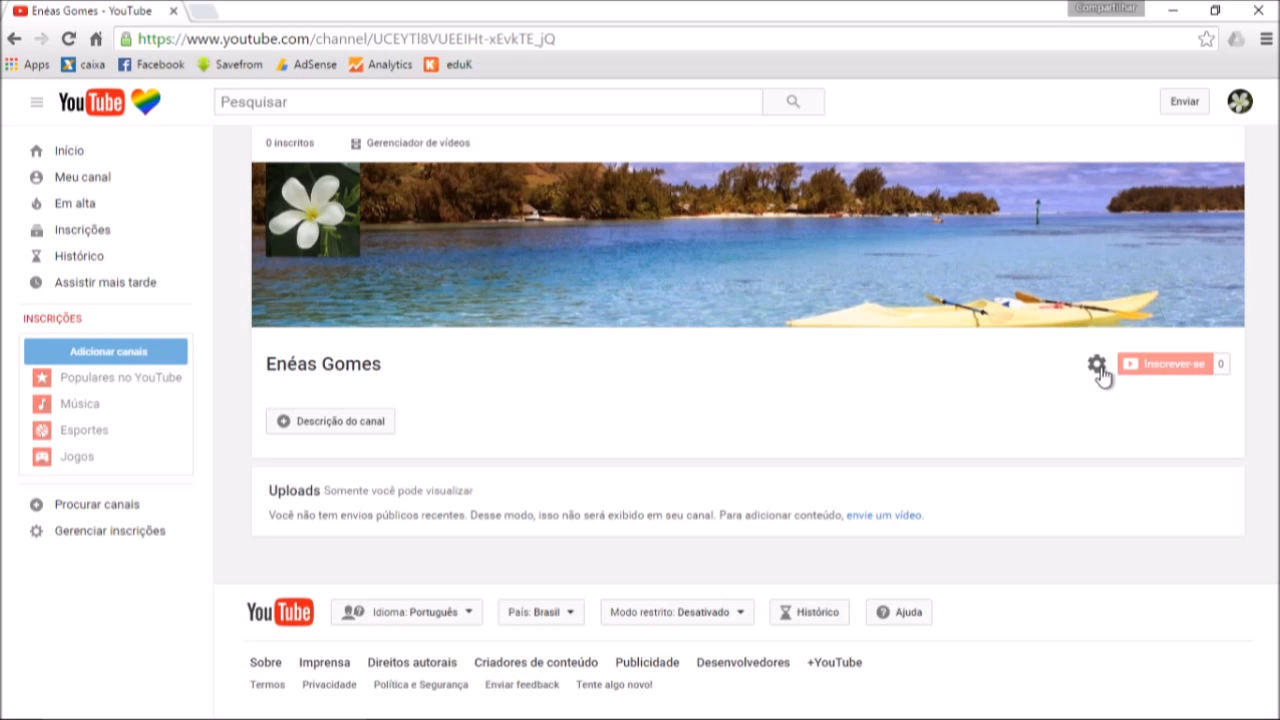 Enéas Gomes - YouTube
Compartilhar
https://www.youtube.com/channel/UCEYTl8VUEEIHt-xEvkTE_jQ
Apps caixa Facebook Savefrom AdSense Analytics eduK
YouTube Pesquisar Enviar
0 inscritos Gerenciador de vídeos
Início
Meu canal
Em alta
Inscrições
Histórico
Assistir mais tarde
INSCRIÇÕES
Adicionar canais
Populares no YouTube
Música
Esportes
Jogos
Procurar canais
Gerenciar inscrições
Enéas Gomes
Inscrever-se 0
Descrição do canal
Uploads Somente você pode visualizar
Você não tem envios públicos recentes. Desse modo, isso não será exibido em seu canal. Para adicionar conteúdo, envie um vídeo.
YouTube Idioma: Português País: Brasil Modo restrito: Desativado Histórico Ajuda
Sobre Imprensa Direitos autorais Criadores de conteúdo Publicidade Desenvolvedores +YouTube
Termos Privacidade Política e Segurança Enviar feedback Tente algo novo!